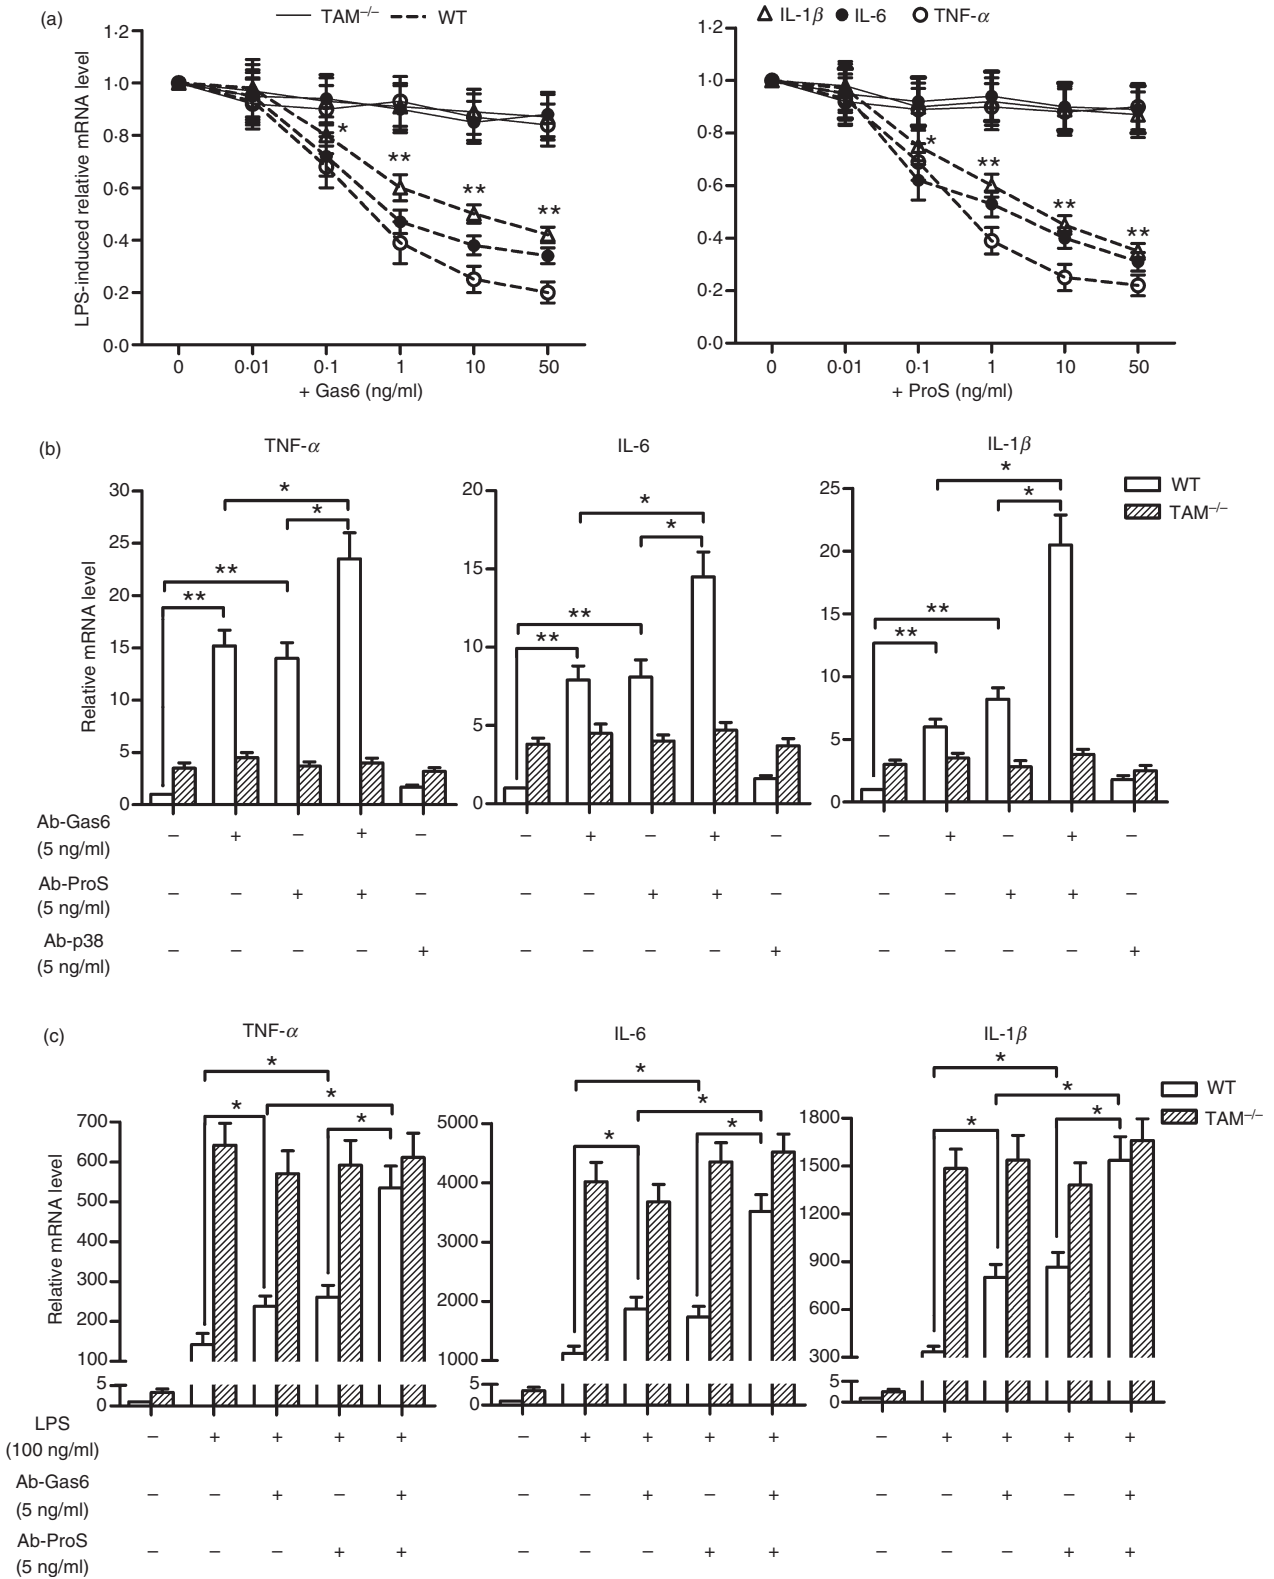 (a)
TAM⁻/⁻ WT
IL-1β IL-6 TNF-α
LPS-induced relative mRNA level
1·2
1·0
0·8
0·6
0·4
0·2
0·0
* ** ** **
0 0·01 0·1 1 10 50
+ Gas6 (ng/ml)
1·2
1·0
0·8
0·6
0·4
0·2
0·0
* ** ** **
0 0·01 0·1 1 10 50
+ ProS (ng/ml)
(b)
TNF-α
IL-6
IL-1β
WT
TAM⁻/⁻
Relative mRNA level
30
25
20
15
10
5
0
*
*
**
**
20
15
10
5
0
*
*
**
**
25
20
15
10
5
0
*
*
**
**
Ab-Gas6 – + – + – – + – + – – + – + –
(5 ng/ml)
Ab-ProS – – + + – – – + + – – – + + –
(5 ng/ml)
Ab-p38 – – – – + – – – – + – – – – +
(5 ng/ml)
(c)
TNF-α
IL-6
IL-1β
WT
TAM⁻/⁻
Relative mRNA level
700
600
500
400
300
200
100
5
0
*
*
*
*
5000
4000
3000
2000
1000
5
0
*
*
*
*
1800
1500
1200
900
600
300
5
0
*
*
*
*
LPS – + + + + – + + + + – + + + +
(100 ng/ml)
Ab-Gas6 – – + – + – – + – + – – + – +
(5 ng/ml)
Ab-ProS – – – + + – – – + + – – – + +
(5 ng/ml)